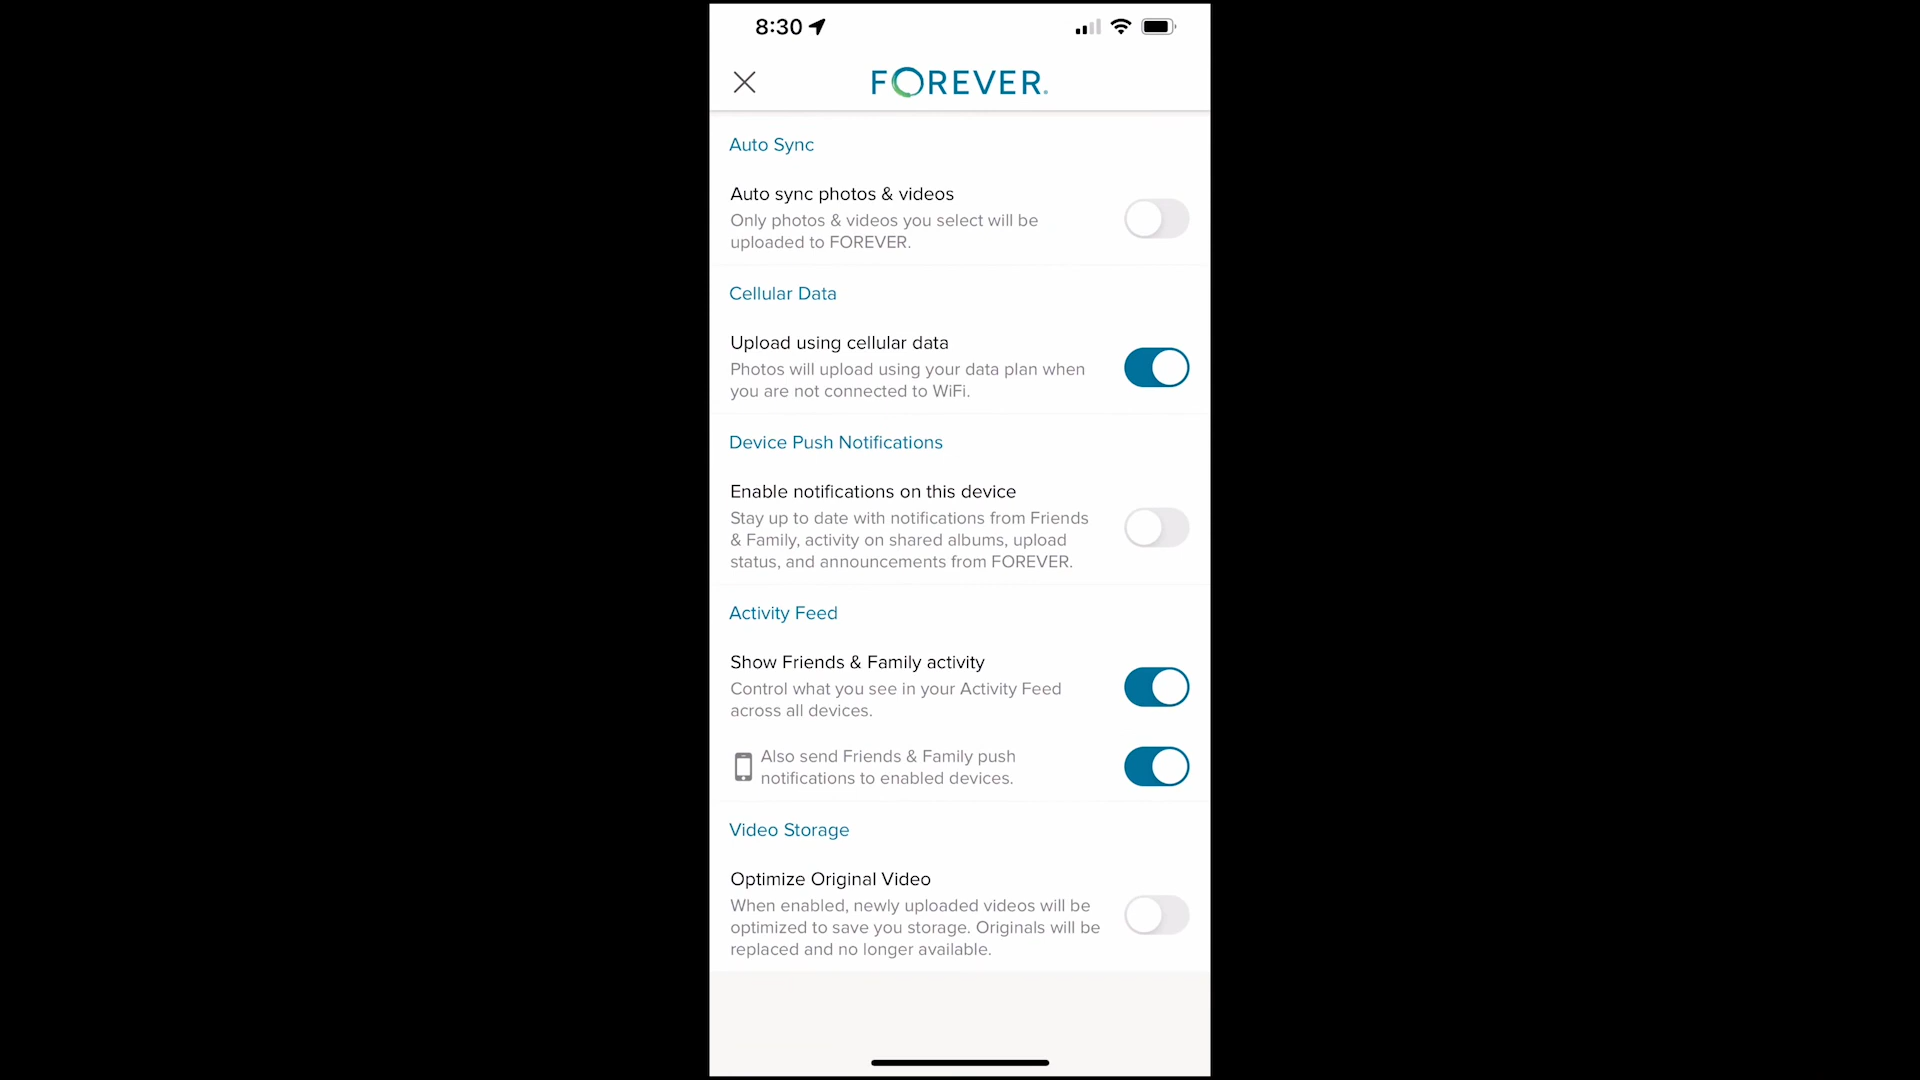 8:30
FOREVER.
Auto Sync
Auto sync photos & videos
Only photos & videos you select will be
uploaded to FOREVER.
Cellular Data
Upload using cellular data
Photos will upload using your data plan when
you are not connected to WiFi.
Device Push Notifications
Enable notifications on this device
Stay up to date with notifications from Friends
& Family, activity on shared albums, upload
status, and announcements from FOREVER.
Activity Feed
Show Friends & Family activity
Control what you see in your Activity Feed
across all devices.
Also send Friends & Family push
notifications to enabled devices.
Video Storage
Optimize Original Video
When enabled, newly uploaded videos will be
optimized to save you storage. Originals will be
replaced and no longer available.